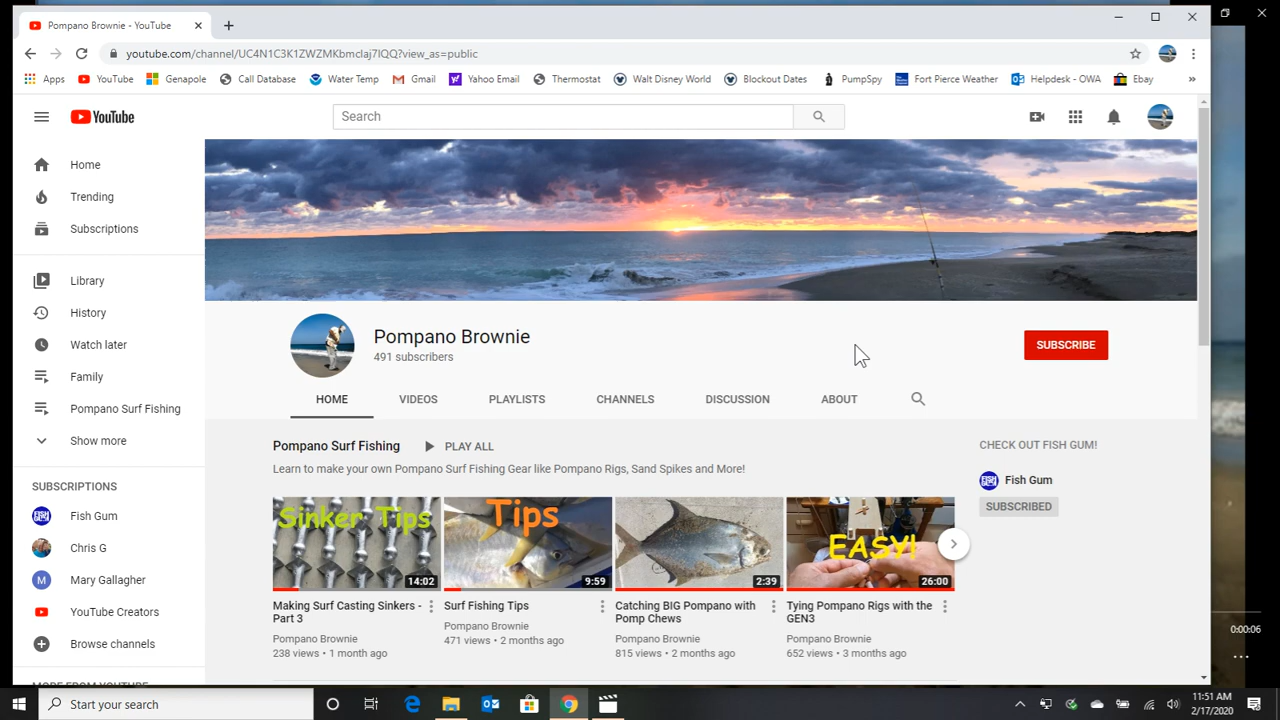 Pompano Brownie - YouTube
youtube.com/channel/UC4N1C3K1ZWZMKbmcIaj7IQQ?view_as=public
Apps YouTube Genapole Call Database Water Temp Gmail Yahoo Email Thermostat Walt Disney World Blockout Dates PumpSpy Fort Pierce Weather Helpdesk - OWA Ebay »
YouTube
Search
Home
Trending
Subscriptions
Library
History
Watch later
Family
Pompano Surf Fishing
Show more
SUBSCRIPTIONS
Fish Gum
Chris G
M Mary Gallagher
YouTube Creators
Browse channels
Pompano Brownie
491 subscribers
SUBSCRIBE
HOME VIDEOS PLAYLISTS CHANNELS DISCUSSION ABOUT
Pompano Surf Fishing PLAY ALL
Learn to make your own Pompano Surf Fishing Gear like Pompano Rigs, Sand Spikes and More!
Sinker Tips
14:02
Making Surf Casting Sinkers -
Part 3
Pompano Brownie
238 views • 1 month ago
Tips
9:59
Surf Fishing Tips
Pompano Brownie
471 views • 2 months ago
2:39
Catching BIG Pompano with
Pomp Chews
Pompano Brownie
815 views • 2 months ago
EASY!
26:00
Tying Pompano Rigs with the
GEN3
Pompano Brownie
652 views • 3 months ago
CHECK OUT FISH GUM!
Fish Gum
SUBSCRIBED
MORE FROM YOUTUBE
0:00:06
Start your search
11:51 AM
2/17/2020